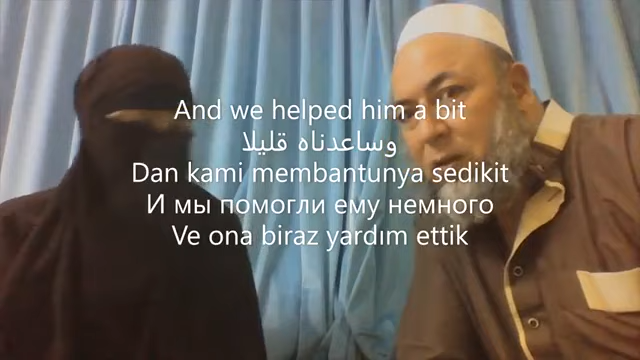 And we helped him a bit
وساعدناه قليلا
Dan kami membantunya sedikit
И мы помогли ему немного
Ve ona biraz yardım ettik